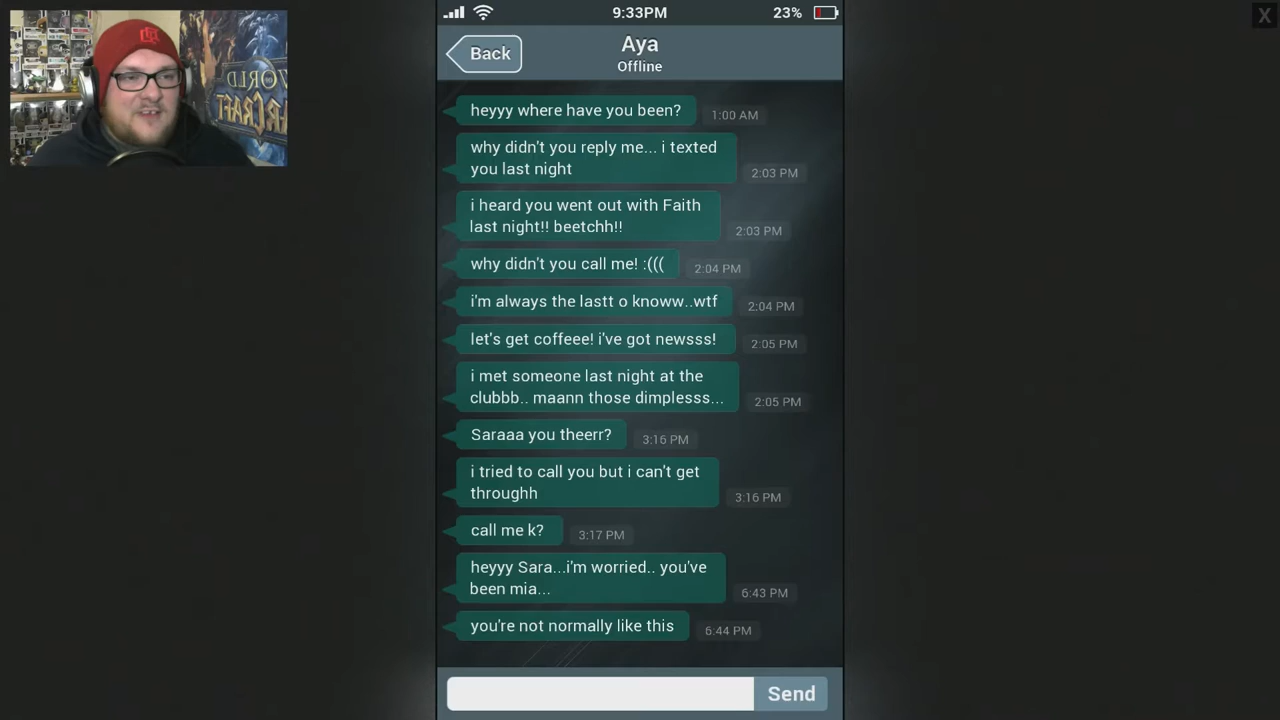 9:33PM
23%
X
Back
Aya
Offline
heyyy where have you been?
1:00 AM
why didn't you reply me... i texted
you last night
2:03 PM
i heard you went out with Faith
last night!! beetchh!!
2:03 PM
why didn't you call me! :(((
2:04 PM
i'm always the lastt o knoww..wtf
2:04 PM
let's get coffeee! i've got newsss!
2:05 PM
i met someone last night at the
clubbb.. maann those dimplesss...
2:05 PM
Saraaa you theerr?
3:16 PM
i tried to call you but i can't get
throughh
3:16 PM
call me k?
3:17 PM
heyyy Sara...i'm worried.. you've
been mia...
6:43 PM
you're not normally like this
6:44 PM
Send
WORLD
OF
WARCRAFT